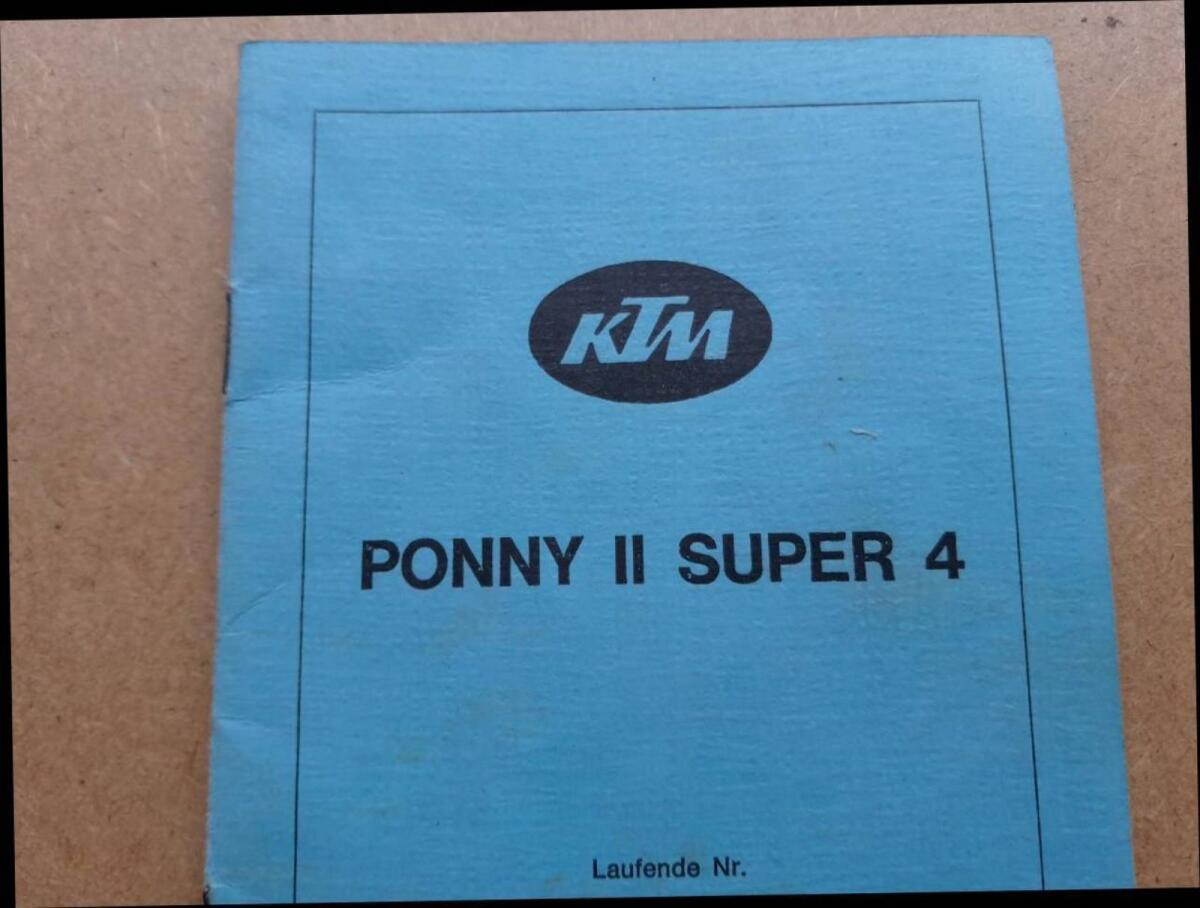 KTM
PONNY II SUPER 4
Laufende Nr.